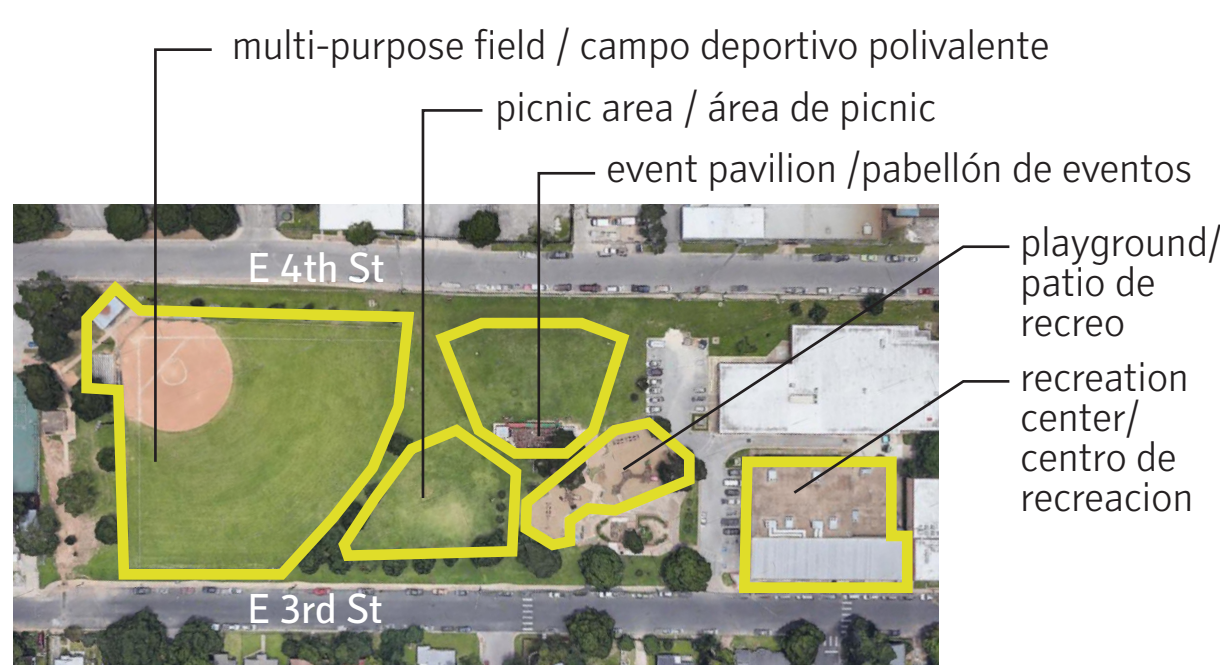 multi-purpose field / campo deportivo polivalente
picnic area / área de picnic
event pavilion /pabellón de eventos
playground/
patio de
recreo
recreation
center/
centro de
recreacion
E 4th St
E 3rd St